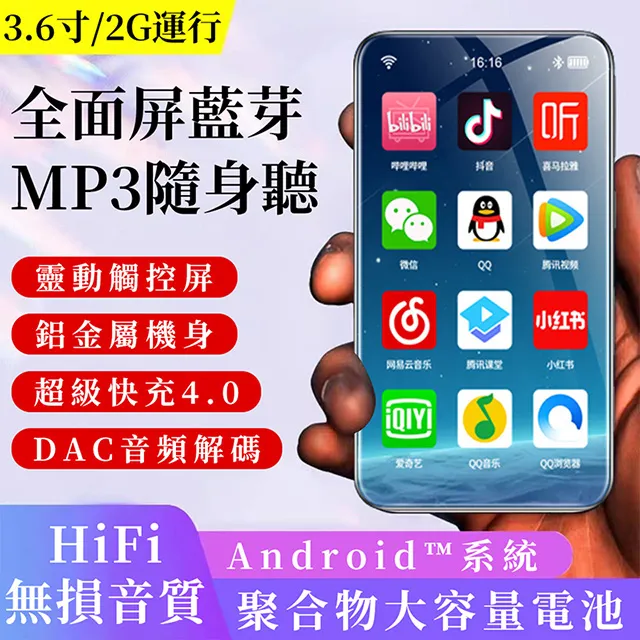 3.6寸/2G運行
全面屏藍芽
MP3隨身聽
靈動觸控屏
鋁金屬機身
超級快充4.0
DAC音頻解碼
HiFi
無損音質
Android™系統
聚合物大容量電池
16:16
bilibili
听
哔哩哔哩
抖音
喜马拉雅
微信
QQ
腾讯视频
小红书
网易云音乐
腾讯课堂
小红书
iQIYI
爱奇艺
QQ音乐
QQ浏览器